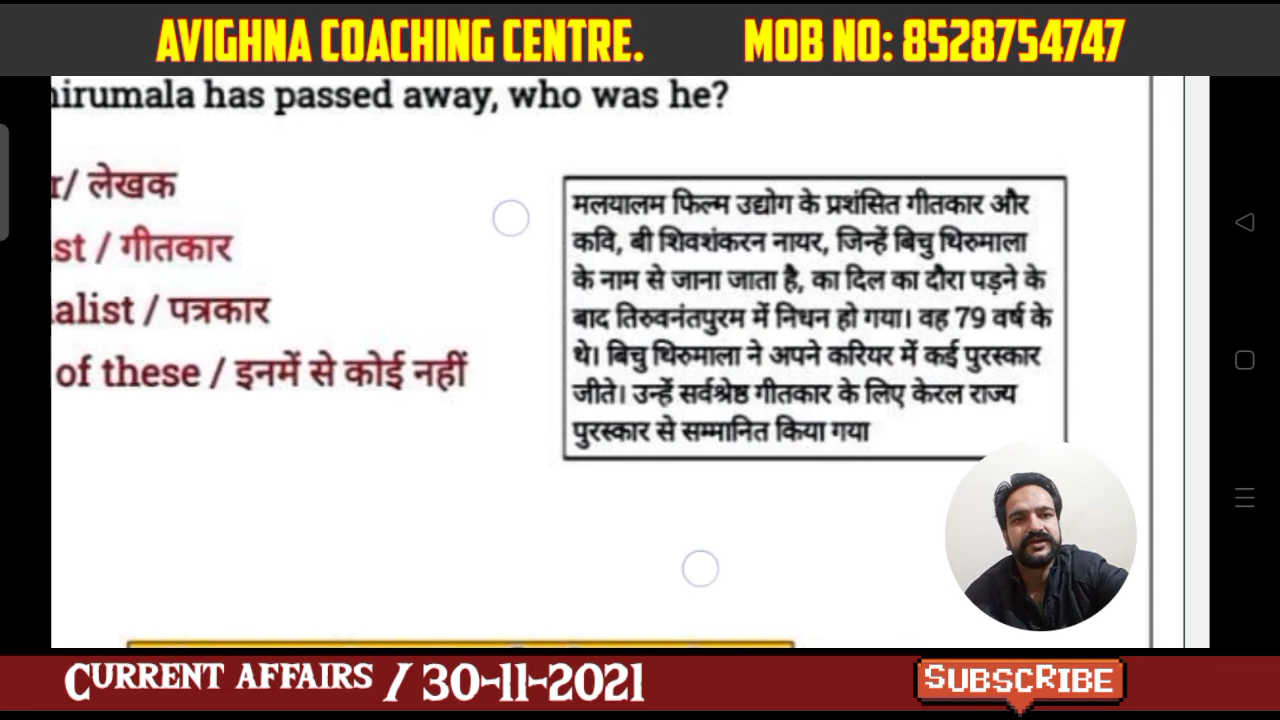 AVIGHNA COACHING CENTRE. MOB NO: 8528754747
hirumala has passed away, who was he?
r/ लेखक
st / गीतकार
alist / पत्रकार
of these / इनमें से कोई नहीं
मलयालम फिल्म उद्योग के प्रशंसित गीतकार और
कवि, बी शिवशंकरन नायर, जिन्हें बिचु थिरुमाला
के नाम से जाना जाता है, का दिल का दौरा पड़ने के
बाद तिरुवनंतपुरम में निधन हो गया। वह 79 वर्ष के
थे। बिचु थिरुमाला ने अपने करियर में कई पुरस्कार
जीते। उन्हें सर्वश्रेष्ठ गीतकार के लिए केरल राज्य
पुरस्कार से सम्मानित किया गया
CURRENT AFFAIRS / 30-11-2021
SUBSCRIBE